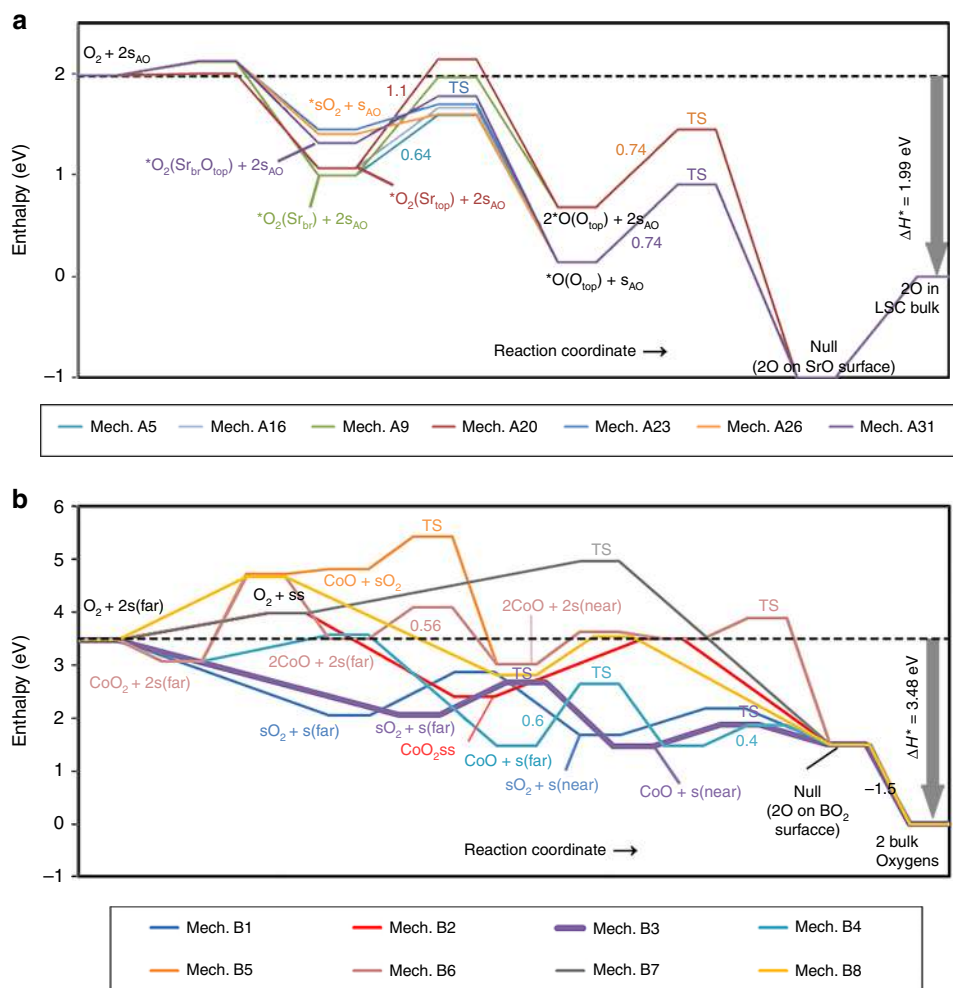 a
O2 + 2sAO
TS
*sO2 + sAO
1.1
TS
0.64
*O2(SrbrOtop) + 2sAO
*O2(Srtop) + 2sAO
*O2(Srbr) + 2sAO
0.74
TS
2*O(Otop) + 2sAO
0.74
*O(Otop) + sAO
ΔH* = 1.99 eV
2O in
LSC bulk
Null
(2O on SrO surface)
Reaction coordinate →
Enthalpy (eV)
2
1
0
−1
Mech. A5
Mech. A16
Mech. A9
Mech. A20
Mech. A23
Mech. A26
Mech. A31
b
6
5
4
3
2
1
0
−1
Enthalpy (eV)
TS
CoO + sO2
TS
O2 + 2s(far)
O2 + ss
2CoO + 2s(near)
TS
0.56
CoO2 + 2s(far)
2CoO + 2s(far)
TS
TS
sO2 + s(far)
sO2 + s(far)
0.6
TS
0.4
CoO2ss
CoO + s(far)
sO2 + s(near)
CoO + s(near)
ΔH* = 3.48 eV
Null
(2O on BO2
surfacce)
−1.5
2 bulk
Oxygens
Reaction coordinate →
Mech. B1
Mech. B2
Mech. B3
Mech. B4
Mech. B5
Mech. B6
Mech. B7
Mech. B8